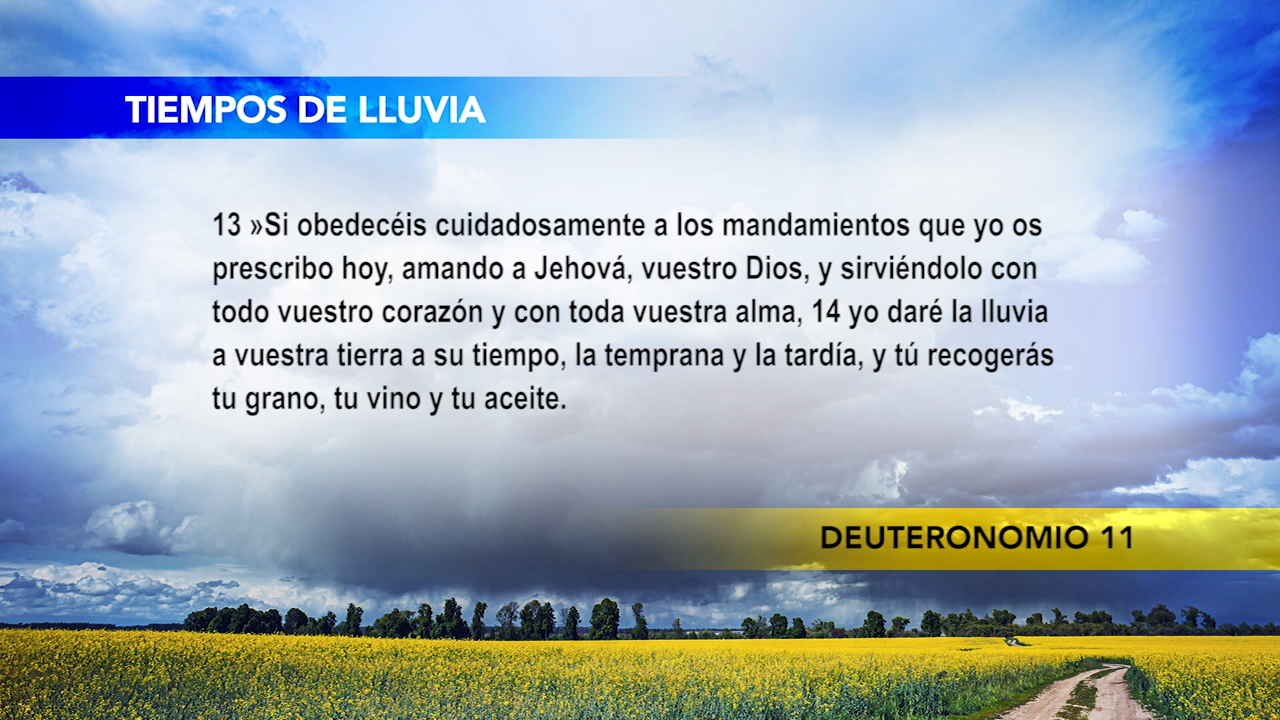 TIEMPOS DE LLUVIA
13 »Si obedecéis cuidadosamente a los mandamientos que yo os
prescribo hoy, amando a Jehová, vuestro Dios, y sirviéndolo con
todo vuestro corazón y con toda vuestra alma, 14 yo daré la lluvia
a vuestra tierra a su tiempo, la temprana y la tardía, y tú recogerás
tu grano, tu vino y tu aceite.
DEUTERONOMIO 11